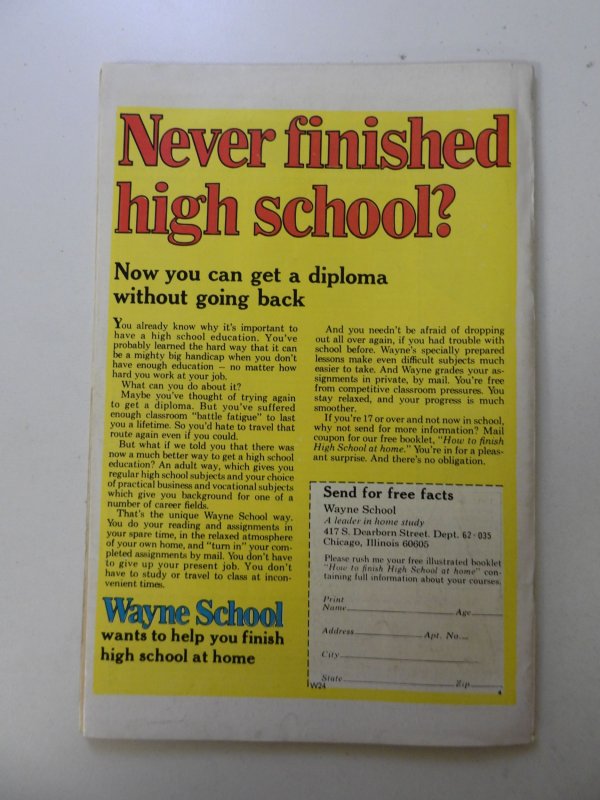 Never finished
high school?
Now you can get a diploma
without going back
You already know why it's important to
have a high school education. You've
probably learned the hard way that it can
be a mighty big handicap when you don't
have enough education – no matter how
hard you work at your job.
What can you do about it?
Maybe you've thought of trying again
to get a diploma. But you've suffered
enough classroom "battle fatigue" to last
you a lifetime. So you'd hate to travel that
route again even if you could.
But what if we told you that there was
now a much better way to get a high school
education? An adult way, which gives you
regular high school subjects and your choice
of practical business and vocational subjects
which give you background for one of a
number of career fields.
That's the unique Wayne School way.
You do your reading and assignments in
your spare time, in the relaxed atmosphere
of your own home, and "turn in" your com-
pleted assignments by mail. You don't have
to give up your present job. You don't
have to study or travel to class at incon-
venient times.
Wayne School
wants to help you finish
high school at home
And you needn't be afraid of dropping
out all over again, if you had trouble with
school before. Wayne's specially prepared
lessons make even difficult subjects much
easier to take. And Wayne grades your as-
signments in private, by mail. You're free
from competitive classroom pressures. You
stay relaxed, and your progress is much
smoother.
If you're 17 or over and not now in school,
why not send for more information? Mail
coupon for our free booklet, "How to finish
High School at home." You're in for a pleas-
ant surprise. And there's no obligation.
Send for free facts
Wayne School
A leader in home study
417 S. Dearborn Street. Dept. 62-035
Chicago, Illinois 60605
Please rush me your free illustrated booklet
"How to finish High School at home" con-
taining full information about your courses.
Print
Name Age
Address Apt. No.
City
State Zip
W24
4